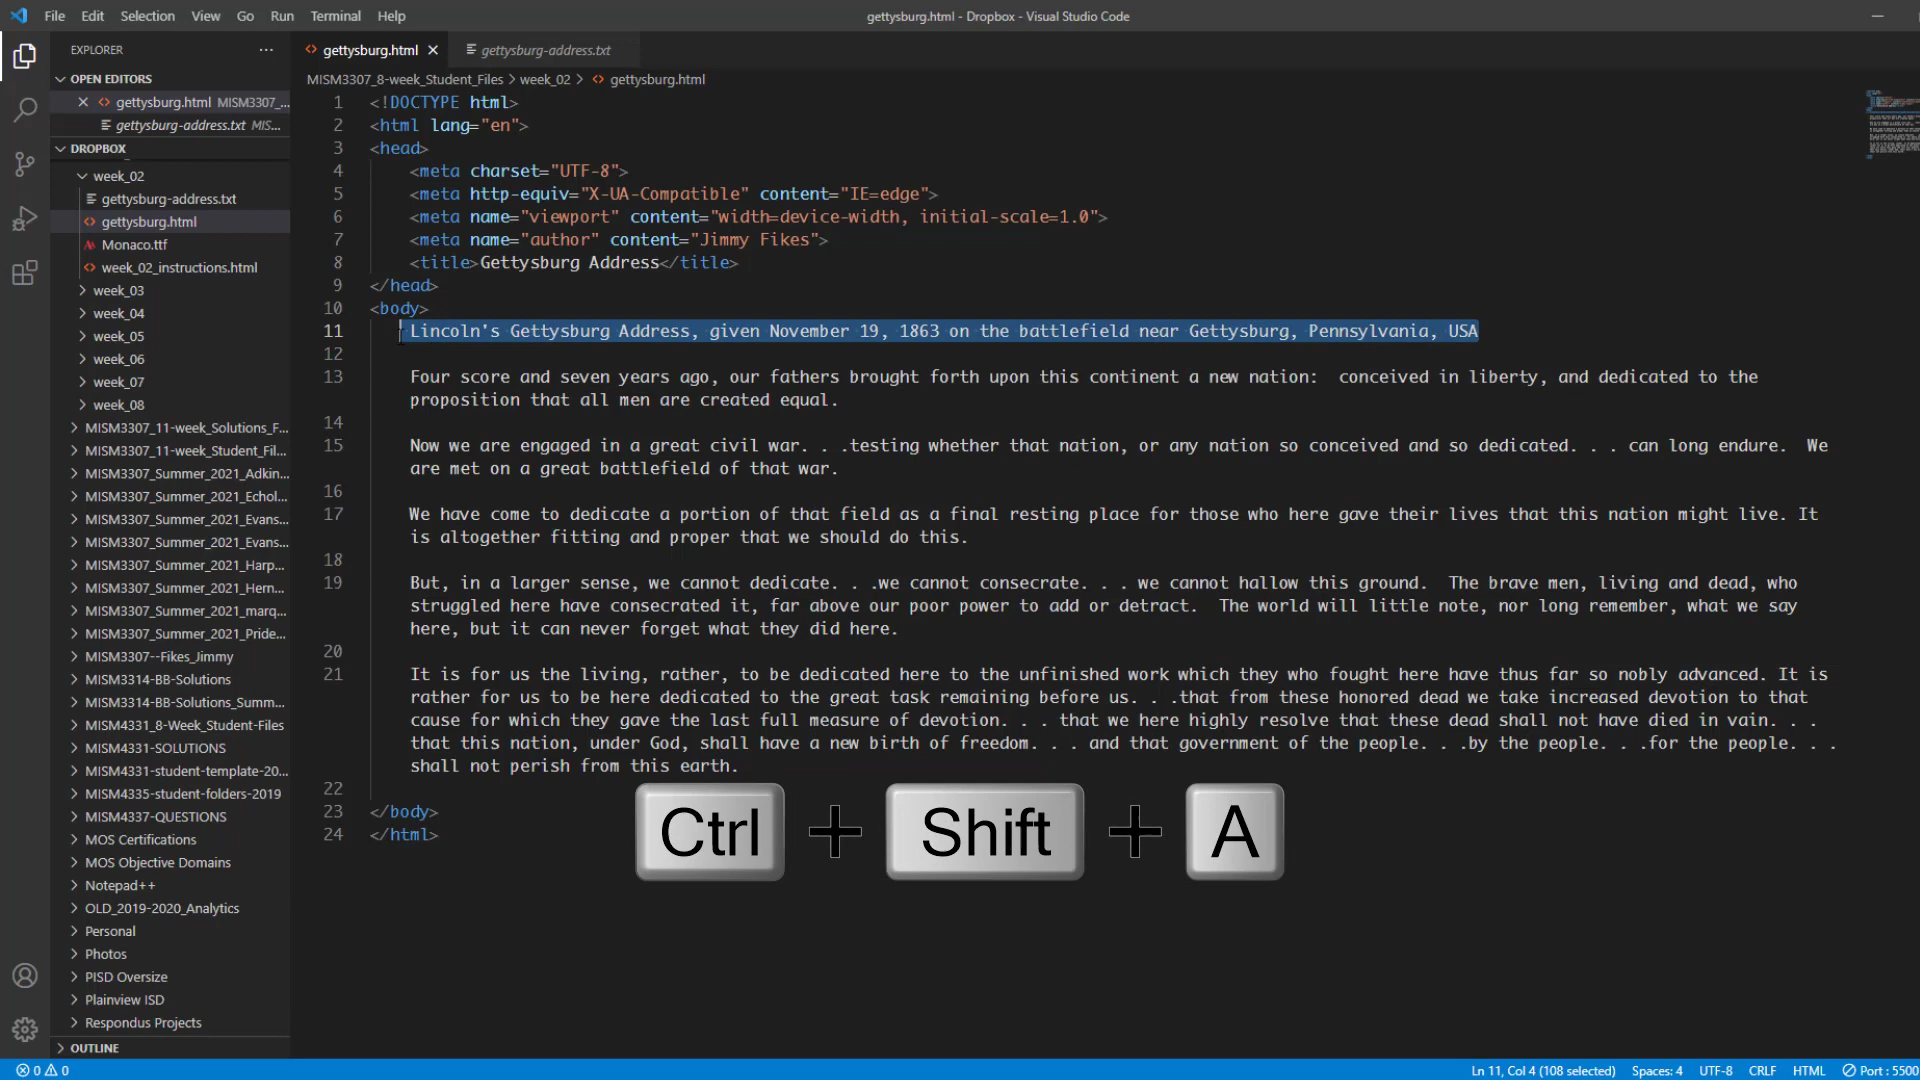 File Edit Selection View Go Run Terminal Help
gettysburg.html - Dropbox - Visual Studio Code
EXPLORER
gettysburg.html
gettysburg-address.txt
OPEN EDITORS
gettysburg.html MISM3307_...
gettysburg-address.txt MIS...
DROPBOX
week_02
gettysburg-address.txt
gettysburg.html
Monaco.ttf
week_02_instructions.html
week_03
week_04
week_05
week_06
week_07
week_08
MISM3307_11-week_Solutions_F...
MISM3307_11-week_Student_Fil...
MISM3307_Summer_2021_Adkin...
MISM3307_Summer_2021_Echol...
MISM3307_Summer_2021_Evans...
MISM3307_Summer_2021_Evans...
MISM3307_Summer_2021_Harp...
MISM3307_Summer_2021_Hern...
MISM3307_Summer_2021_marq...
MISM3307_Summer_2021_Pride...
MISM3307--Fikes_Jimmy
MISM3314-BB-Solutions
MISM3314-BB-Solutions_Summ...
MISM4331_8-Week_Student-Files
MISM4331-SOLUTIONS
MISM4331-student-template-20...
MISM4335-student-folders-2019
MISM4337-QUESTIONS
MOS Certifications
MOS Objective Domains
Notepad++
OLD_2019-2020_Analytics
Personal
Photos
PISD Oversize
Plainview ISD
Respondus Projects
OUTLINE
MISM3307_8-week_Student_Files > week_02 > gettysburg.html
1 <!DOCTYPE html>
2 <html lang="en">
3 <head>
4 <meta charset="UTF-8">
5 <meta http-equiv="X-UA-Compatible" content="IE=edge">
6 <meta name="viewport" content="width=device-width, initial-scale=1.0">
7 <meta name="author" content="Jimmy Fikes">
8 <title>Gettysburg Address</title>
9 </head>
10 <body>
11 Lincoln's Gettysburg Address, given November 19, 1863 on the battlefield near Gettysburg, Pennsylvania, USA
12
13 Four score and seven years ago, our fathers brought forth upon this continent a new nation:  conceived in liberty, and dedicated to the
proposition that all men are created equal.
14
15 Now we are engaged in a great civil war. . .testing whether that nation, or any nation so conceived and so dedicated. . . can long endure.  We
are met on a great battlefield of that war.
16
17 We have come to dedicate a portion of that field as a final resting place for those who here gave their lives that this nation might live. It
is altogether fitting and proper that we should do this.
18
19 But, in a larger sense, we cannot dedicate. . .we cannot consecrate. . . we cannot hallow this ground.  The brave men, living and dead, who
struggled here have consecrated it, far above our poor power to add or detract.  The world will little note, nor long remember, what we say
here, but it can never forget what they did here.
20
21 It is for us the living, rather, to be dedicated here to the unfinished work which they who fought here have thus far so nobly advanced. It is
rather for us to be here dedicated to the great task remaining before us. . .that from these honored dead we take increased devotion to that
cause for which they gave the last full measure of devotion. . . that we here highly resolve that these dead shall not have died in vain. . .
that this nation, under God, shall have a new birth of freedom. . . and that government of the people. . .by the people. . .for the people. . .
shall not perish from this earth.
22
23 </body>
24 </html>
Ctrl + Shift + A
0 0
Ln 11, Col 4 (108 selected) Spaces: 4 UTF-8 CRLF HTML Port : 5500